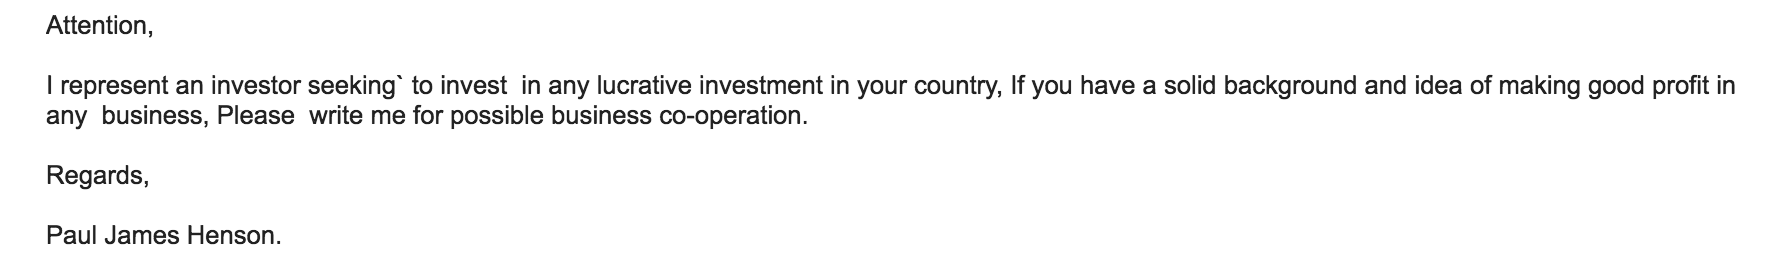 Attention,
I represent an investor seeking` to invest  in any lucrative investment in your country, If you have a solid background and idea of making good profit in
any  business, Please  write me for possible business co-operation.
Regards,
Paul James Henson.